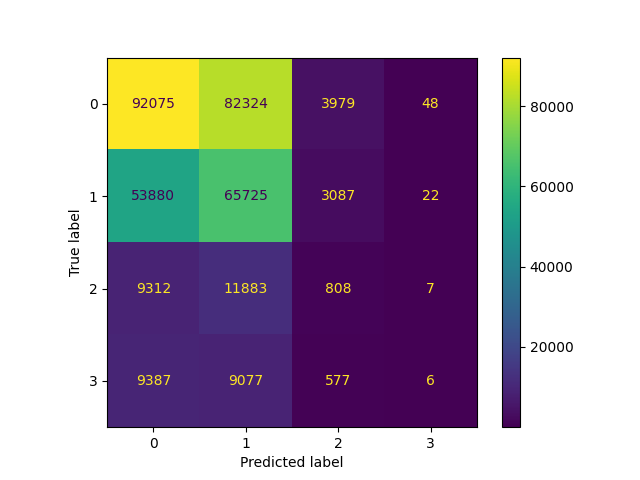 0 92075 82324 3979 48
1 53880 65725 3087 22
2 9312 11883 808 7
3 9387 9077 577 6
0 1 2 3
Predicted label
True label
80000
60000
40000
20000